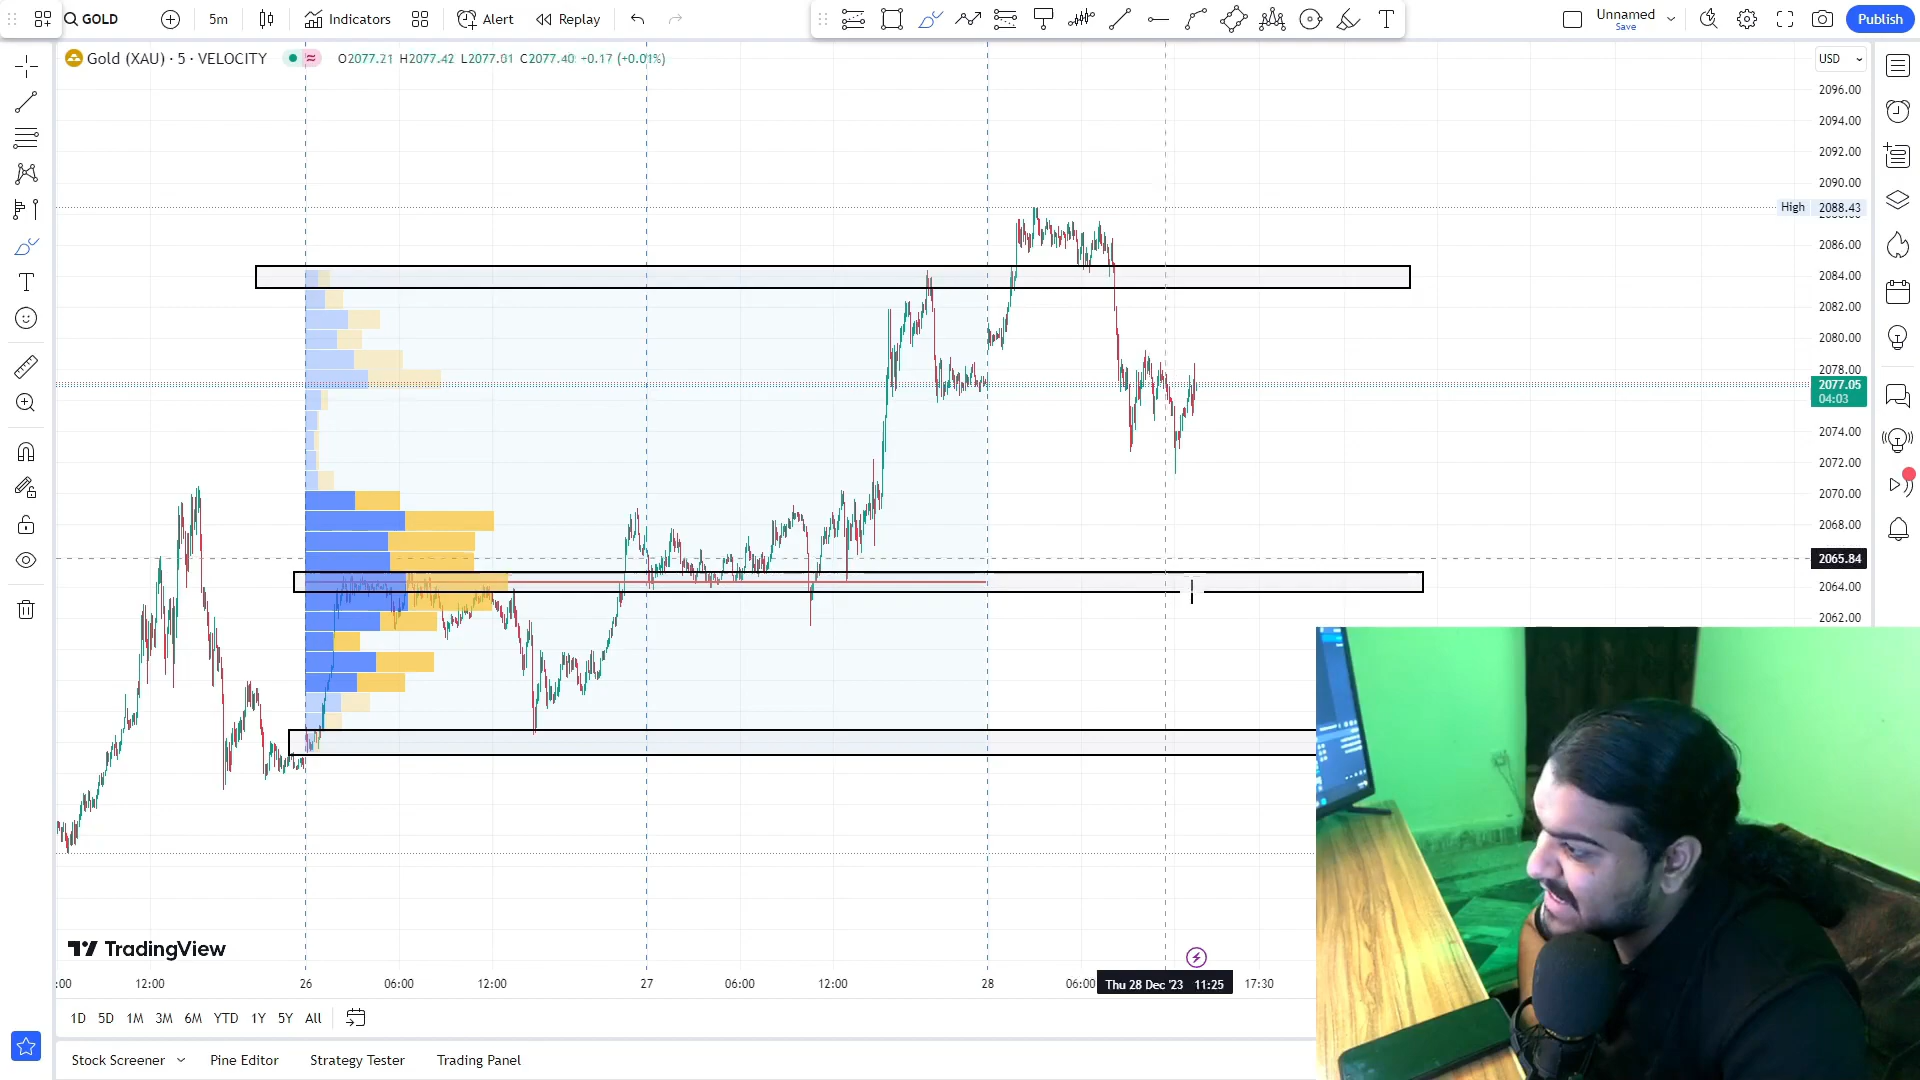 GOLD 5m Indicators Alert Replay Unnamed Save Publish
Gold (XAU) · 5 · VELOCITY O2077.21 H2077.42 L2077.01 C2077.40 +0.17 (+0.01%) USD
2096.00
2094.00
2092.00
2090.00
High 2088.43
2086.00
2084.00
2082.00
2080.00
2078.00
2077.05
04:03
2074.00
2072.00
2070.00
2068.00
2065.84
2064.00
2062.00
TradingView
:00 12:00 26 06:00 12:00 27 06:00 12:00 28 06:00 Thu 28 Dec '23 11:25 17:30
1D 5D 1M 3M 6M YTD 1Y 5Y All
Stock Screener Pine Editor Strategy Tester Trading Panel